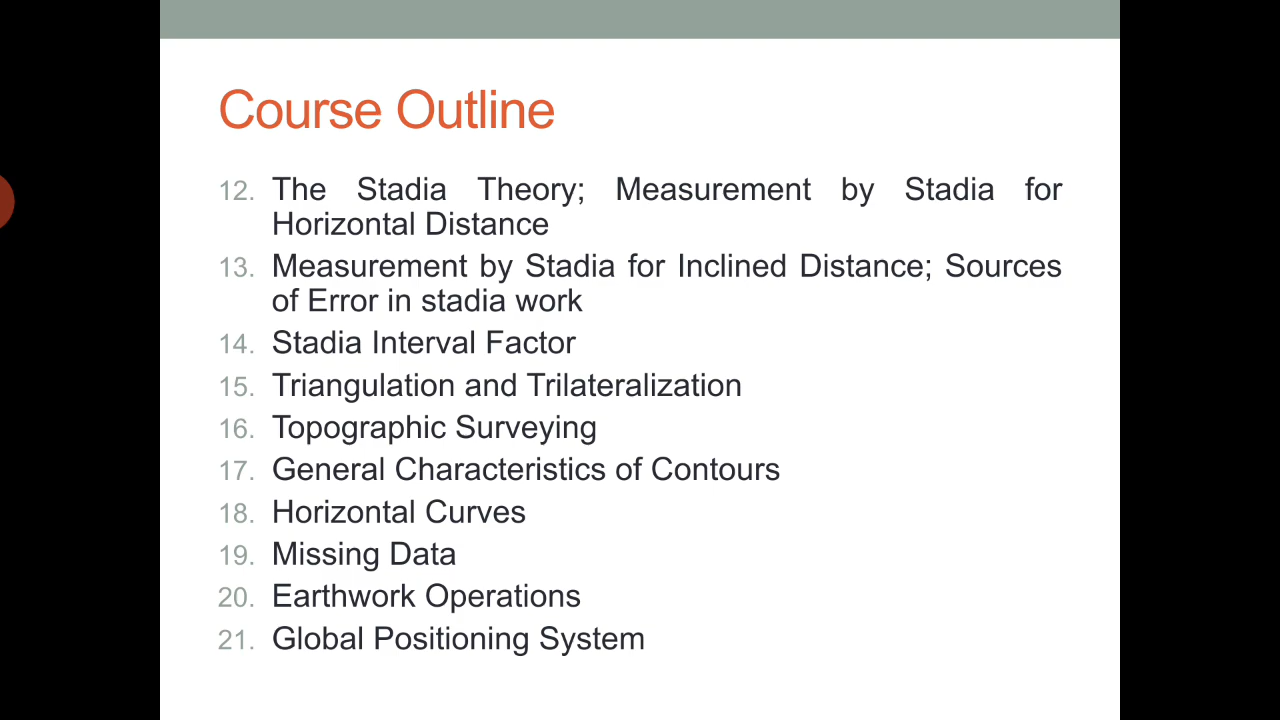 Course Outline
12. The Stadia Theory; Measurement by Stadia for
Horizontal Distance
13. Measurement by Stadia for Inclined Distance; Sources
of Error in stadia work
14. Stadia Interval Factor
15. Triangulation and Trilateralization
16. Topographic Surveying
17. General Characteristics of Contours
18. Horizontal Curves
19. Missing Data
20. Earthwork Operations
21. Global Positioning System